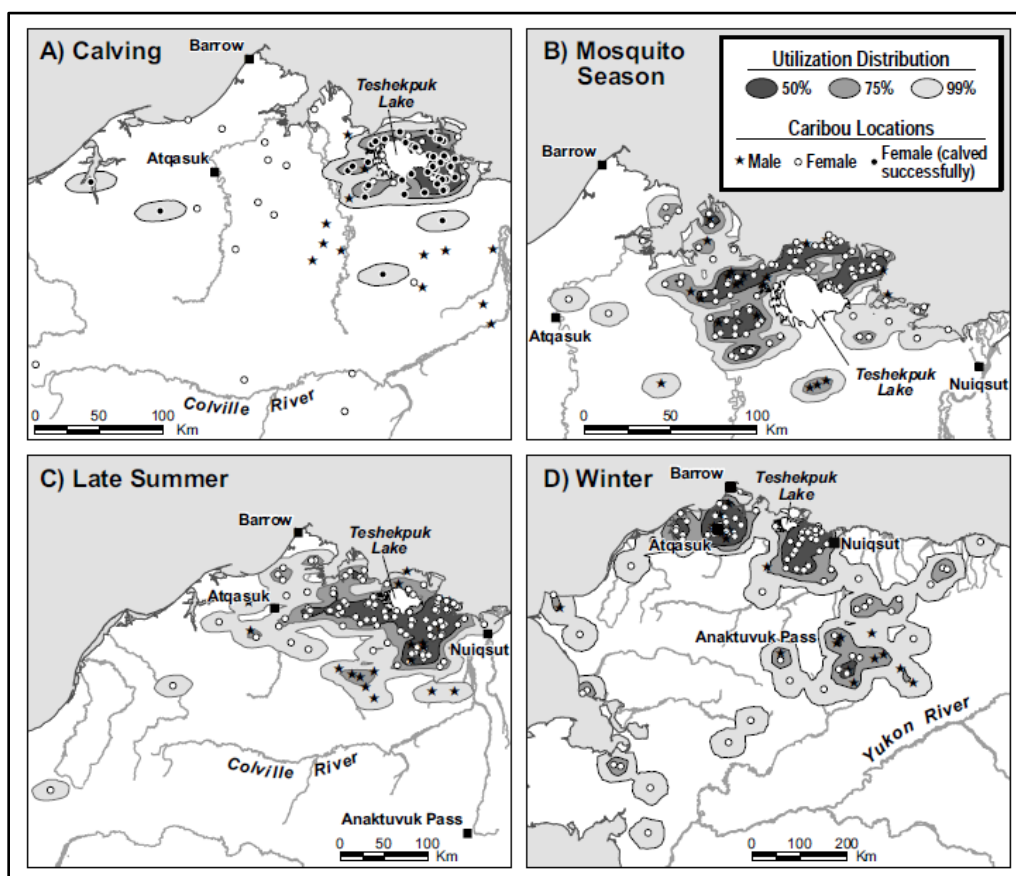 A) Calving
Barrow
Teshekpuk
Lake
Atqasuk
Colville River
0 50 100
Km
B) Mosquito
Season
Utilization Distribution
50% 75% 99%
Caribou Locations
Male Female Female (calved
successfully)
Barrow
Atqasuk
Teshekpuk
Lake
Nuiqsut
0 50 100
Km
C) Late Summer
Barrow
Teshekpuk
Lake
Atqasuk
Nuiqsut
Colville River
Anaktuvuk Pass
0 50 100
Km
D) Winter
Barrow
Teshekpuk
Lake
Atqasuk
Nuiqsut
Anaktuvuk Pass
Yukon River
0 100 200
Km